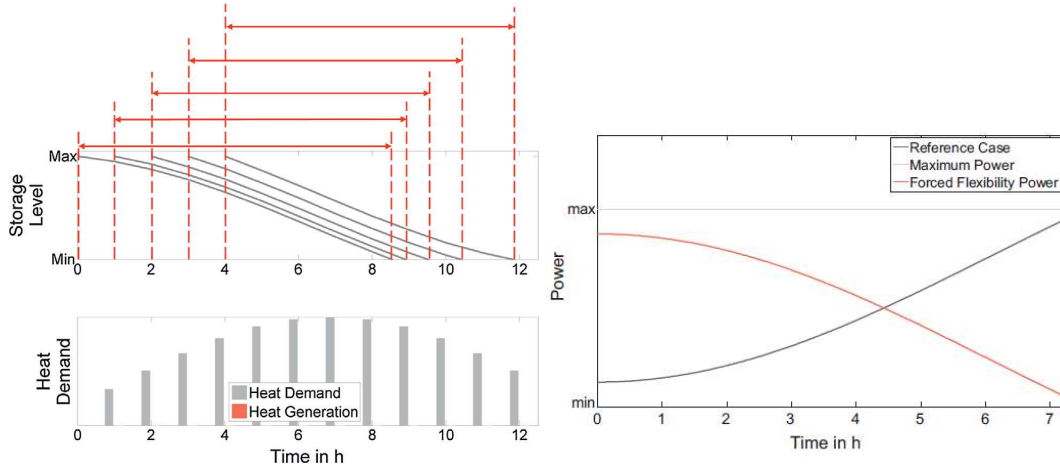 Max
Min
Storage
Level
0 2 4 6 8 10 12
Heat
Demand
Heat Demand
Heat Generation
0 2 4 6 8 10 12
Time in h
Reference Case
Maximum Power
Forced Flexibility Power
max
Power
min
0 1 2 3 4 5 6 7
Time in h